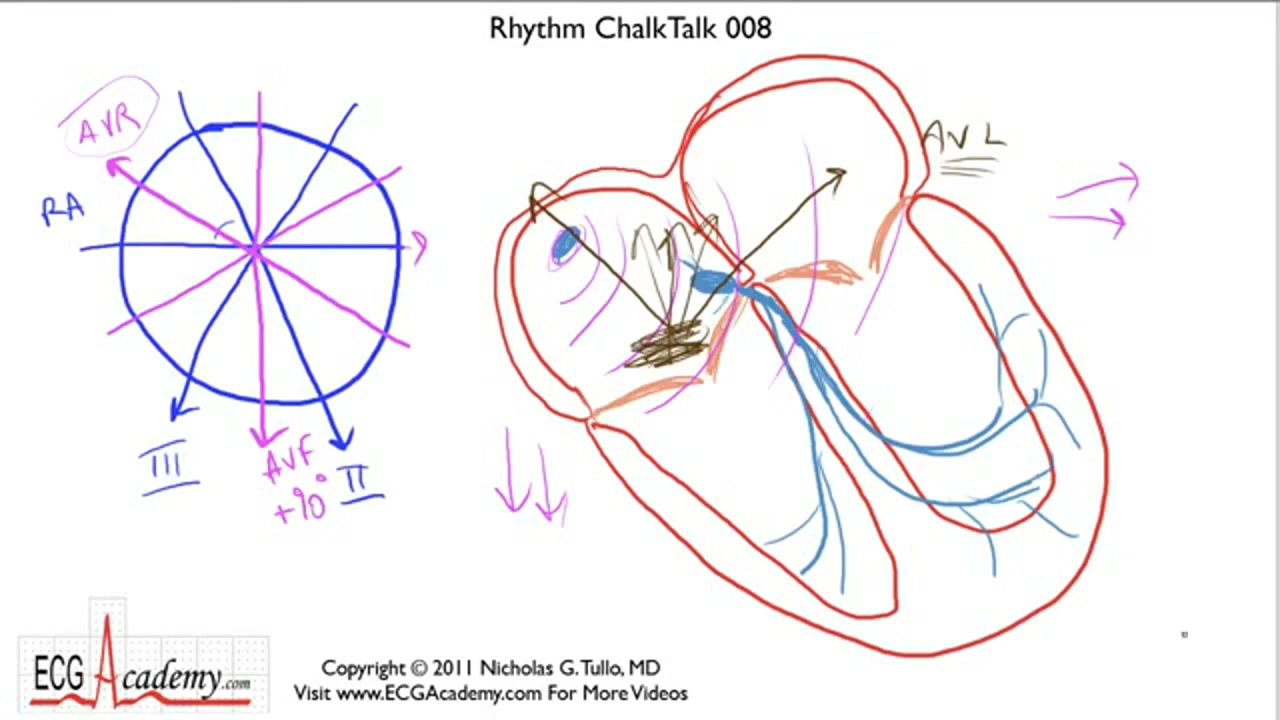 Rhythm ChalkTalk 008
AVR
RA
AVL
III
AVF
+90°
II
ECG Academy.com
Copyright © 2011 Nicholas G. Tullo, MD
Visit www.ECGAcademy.com For More Videos